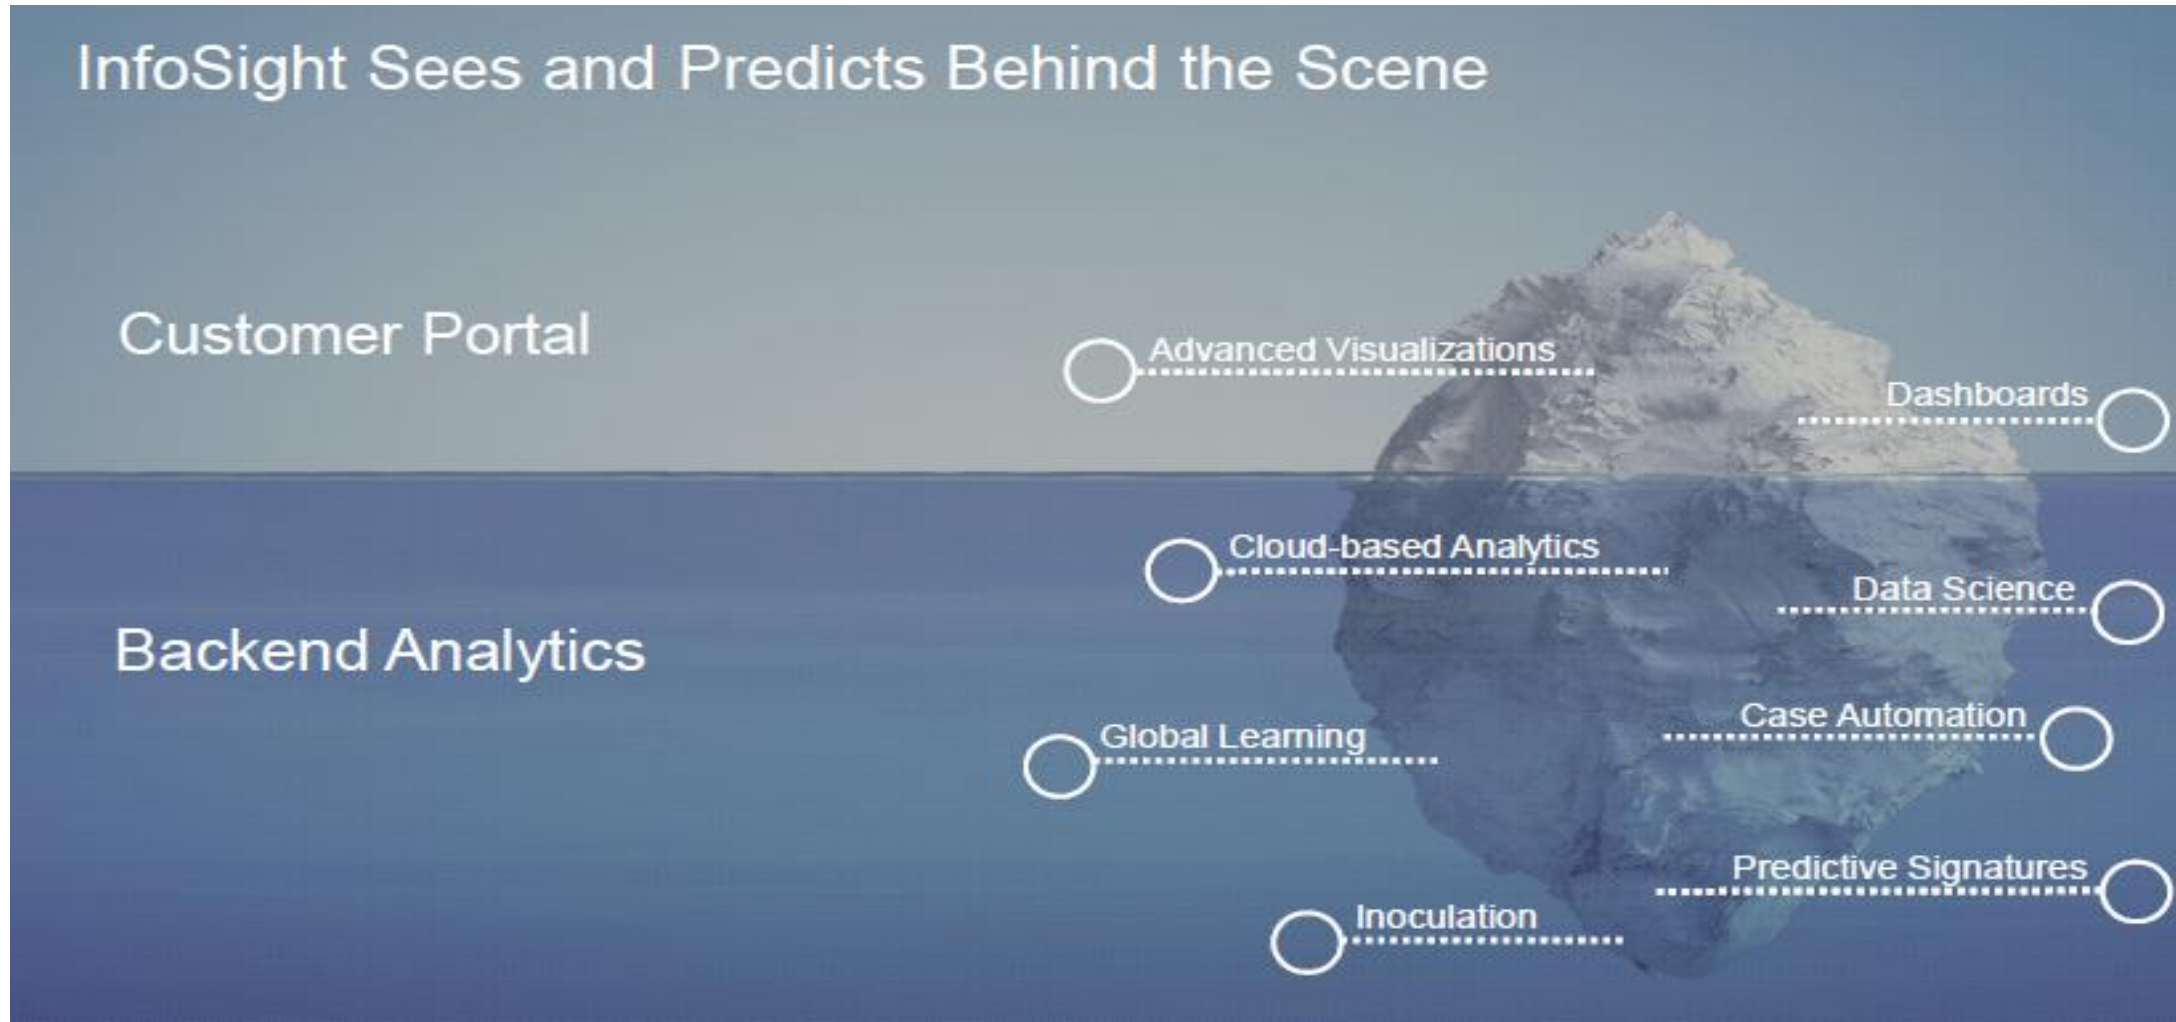 InfoSight Sees and Predicts Behind the Scene
Customer Portal
Advanced Visualizations
Dashboards
Cloud-based Analytics
Data Science
Backend Analytics
Global Learning
Case Automation
Predictive Signatures
Inoculation